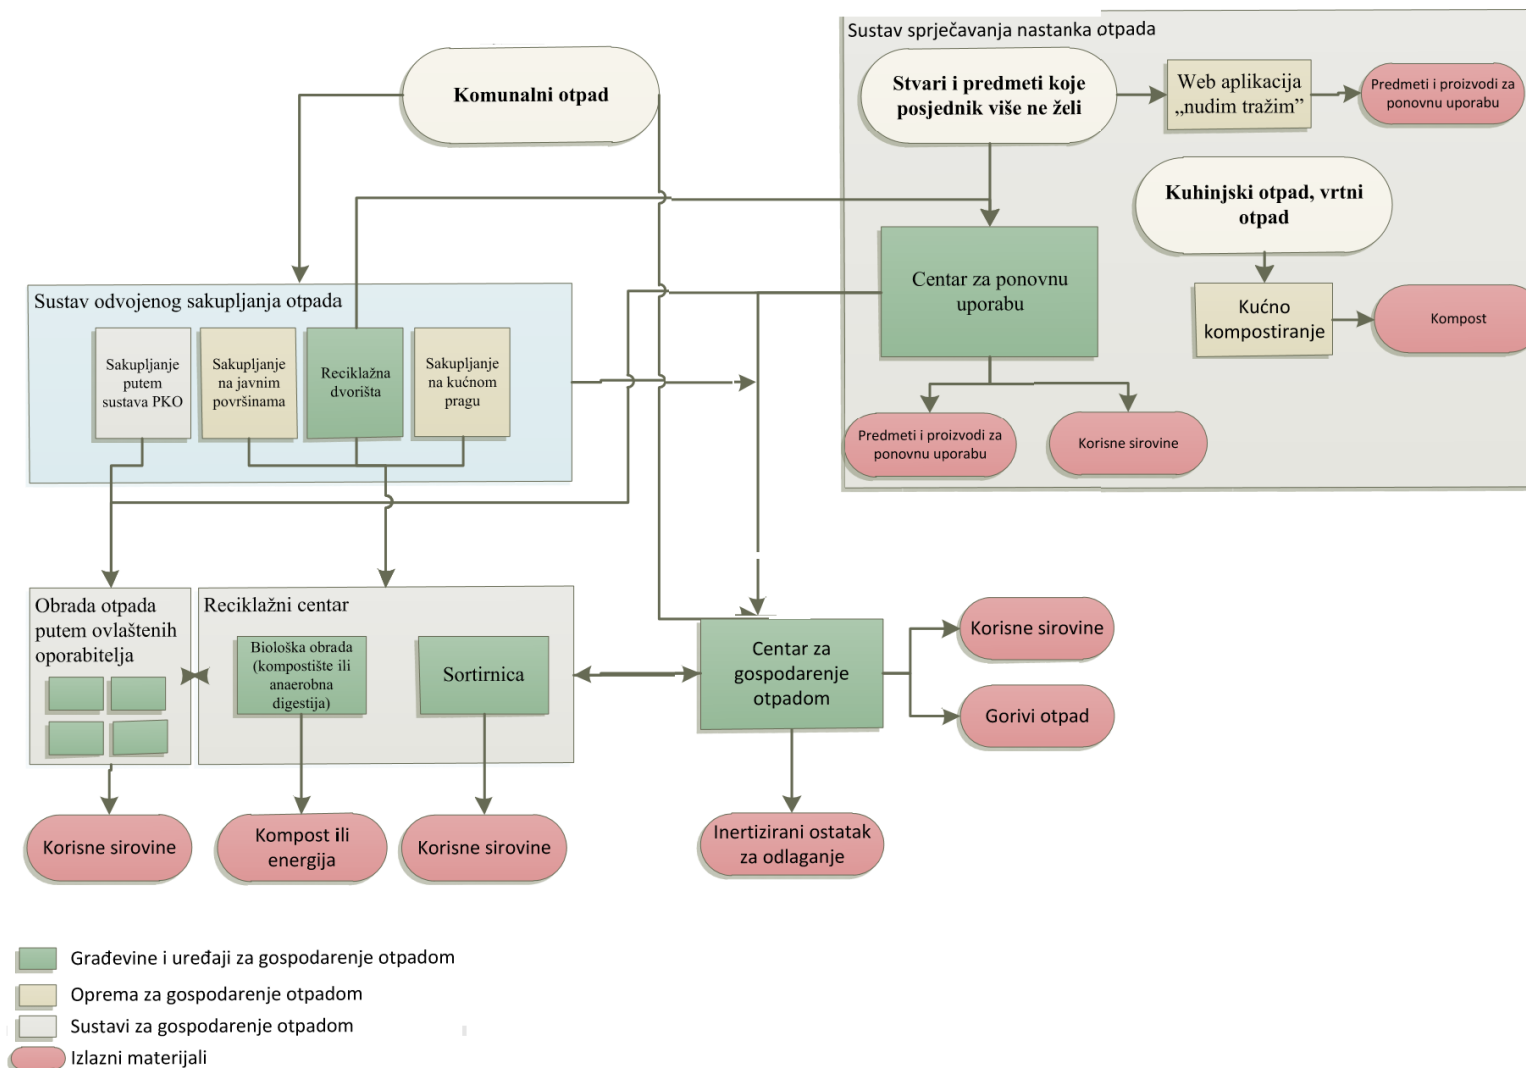 Sustav sprječavanja nastanka otpada
Komunalni otpad
Stvari i predmeti koje
posjednik više ne želi
Web aplikacija
„nudim tražim”
Predmeti i proizvodi za
ponovnu uporabu
Kuhinjski otpad, vrtni
otpad
Centar za ponovnu
uporabu
Kućno
kompostiranje
Kompost
Predmeti i proizvodi za
ponovnu uporabu
Korisne sirovine
Sustav odvojenog sakupljanja otpada
Sakupljanje
putem
sustava PKO
Sakupljanje
na javnim
površinama
Reciklažna
dvorišta
Sakupljanje
na kućnom
pragu
Obrada otpada
putem ovlaštenih
oporabitelja
Reciklažni centar
Biološka obrada
(kompostište ili
anaerobna
digestija)
Sortirnica
Centar za
gospodarenje
otpadom
Korisne sirovine
Gorivi otpad
Korisne sirovine
Kompost ili
energija
Korisne sirovine
Inertizirani ostatak
za odlaganje
Građevine i uređaji za gospodarenje otpadom
Oprema za gospodarenje otpadom
Sustavi za gospodarenje otpadom
Izlazni materijali